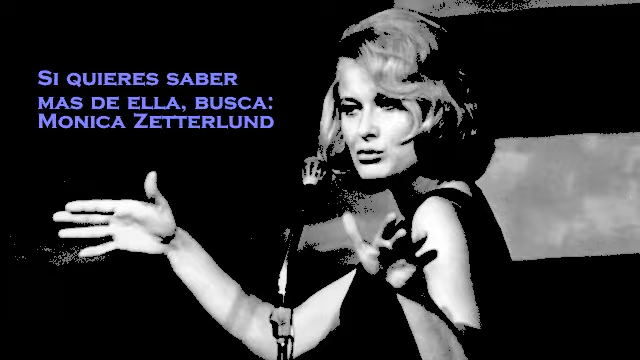 Si quieres saber
mas de ella, busca:
Monica Zetterlund